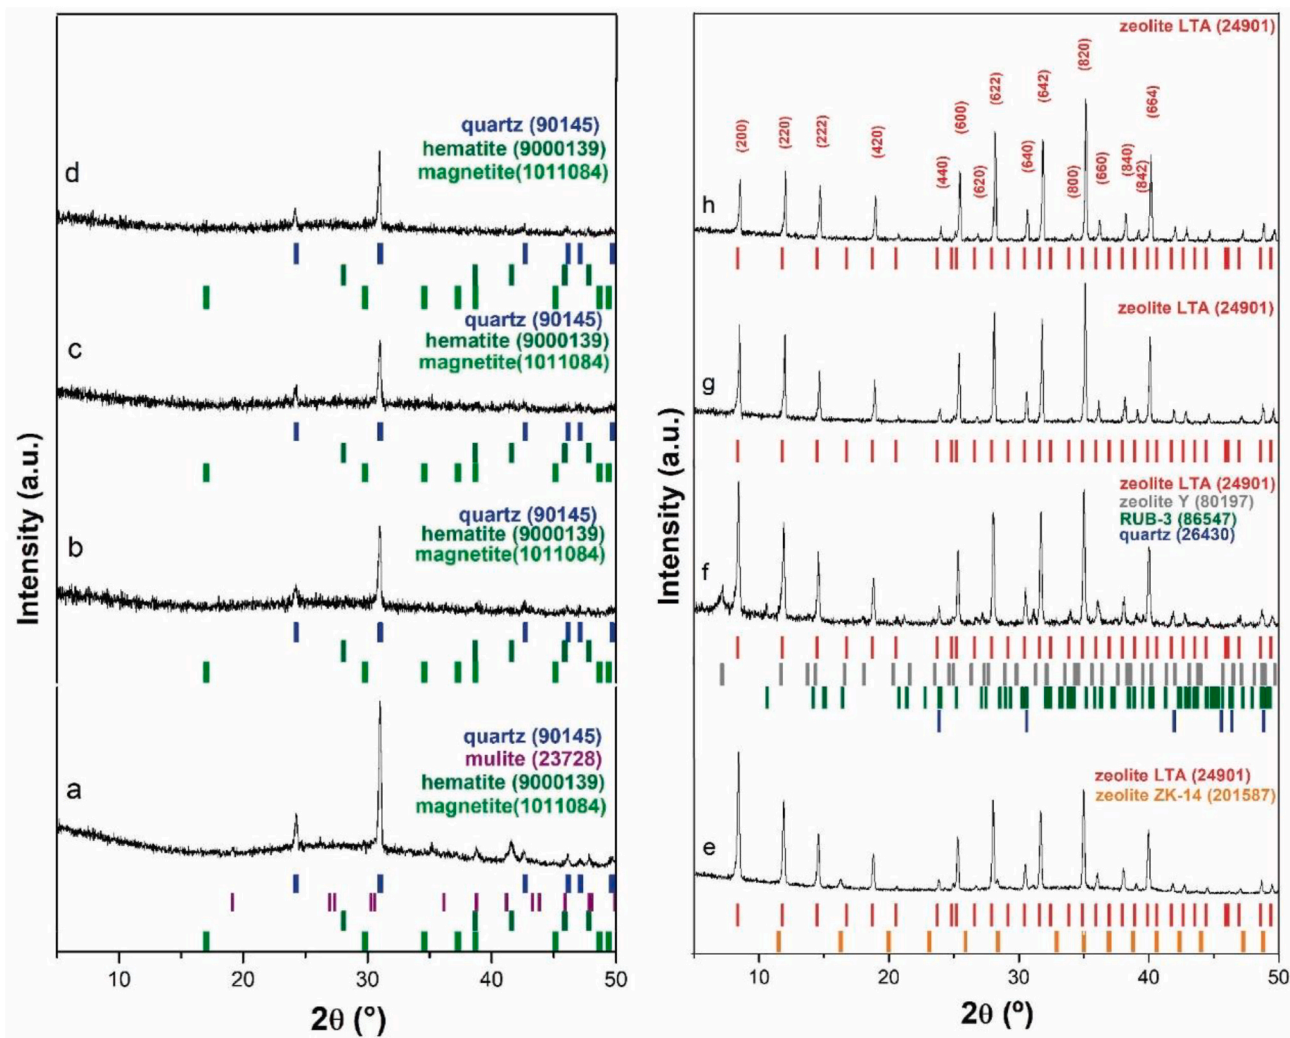 d
quartz (90145)
hematite (9000139)
magnetite(1011084)
c
quartz (90145)
hematite (9000139)
magnetite(1011084)
b
quartz (90145)
hematite (9000139)
magnetite(1011084)
a
quartz (90145)
mulite (23728)
hematite (9000139)
magnetite(1011084)
Intensity (a.u.)
10 20 30 40 50
2θ (°)
zeolite LTA (24901)
h
(200) (220) (222) (420) (440) (600) (620) (622) (640) (642) (800) (820) (660) (840) (842) (664)
zeolite LTA (24901)
g
zeolite LTA (24901)
zeolite Y (80197)
RUB-3 (86547)
quartz (26430)
f
zeolite LTA (24901)
zeolite ZK-14 (201587)
e
Intensity (a.u.)
10 20 30 40 50
2θ (º)